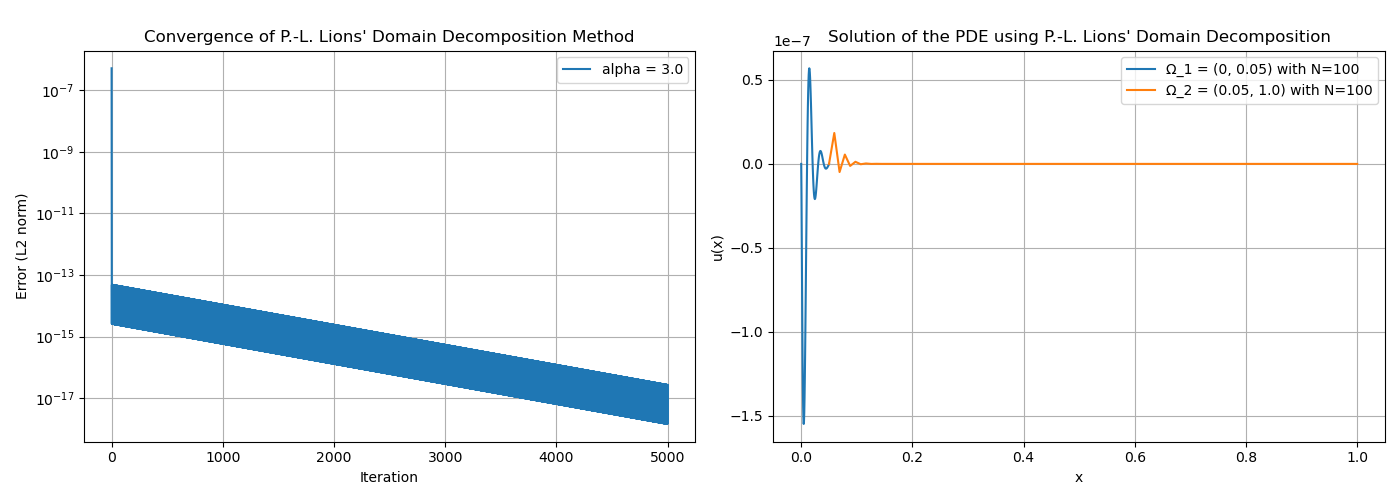 Convergence of P.-L. Lions' Domain Decomposition Method
alpha = 3.0
Error (L2 norm)
10⁻⁷
10⁻⁹
10⁻¹¹
10⁻¹³
10⁻¹⁵
10⁻¹⁷
0 1000 2000 3000 4000 5000
Iteration
Solution of the PDE using P.-L. Lions' Domain Decomposition
1e−7
Ω_1 = (0, 0.05) with N=100
Ω_2 = (0.05, 1.0) with N=100
u(x)
0.5
0.0
−0.5
−1.0
−1.5
0.0 0.2 0.4 0.6 0.8 1.0
x